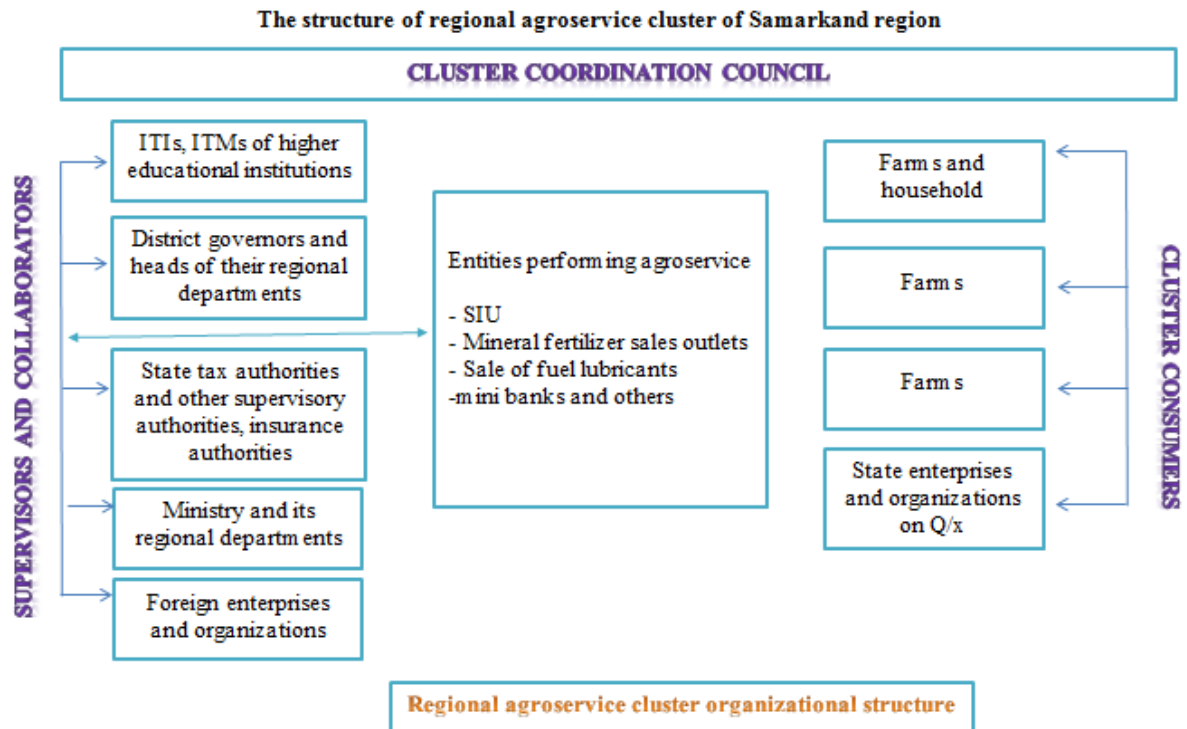 The structure of regional agroservice cluster of Samarkand region
CLUSTER COORDINATION COUNCIL
SUPERVISORS AND COLLABORATORS
ITIs, ITMs of higher
educational institutions
District governors and
heads of their regional
departments
State tax authorities
and other supervisory
authorities, insurance
authorities
Ministry and its
regional departments
Foreign enterprises
and organizations
Entities performing agroservice
- SIU
- Mineral fertilizer sales outlets
- Sale of fuel lubricants
-mini banks and others
Farms and
household
Farms
Farms
State enterprises
and organizations
on Q/x
CLUSTER CONSUMERS
Regional agroservice cluster organizational structure